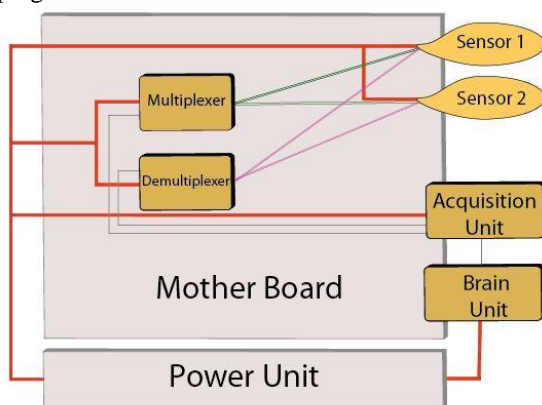 Sensor 1
Sensor 2
Multiplexer
Demultiplexer
Acquisition
Unit
Brain
Unit
Mother Board
Power Unit